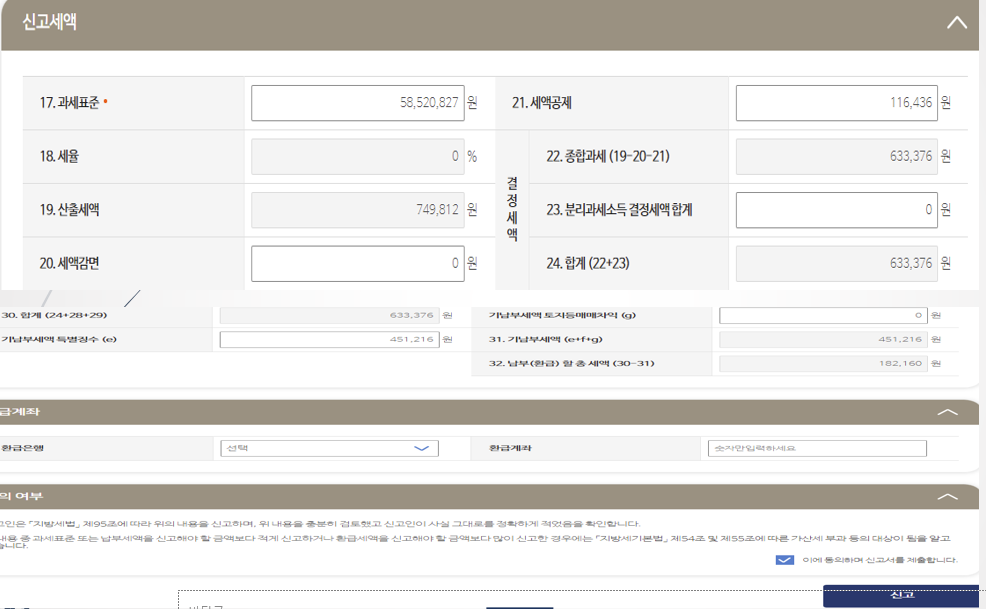 신고세액
17. 과세표준 • 58,520,827 원 21. 세액공제 116,436 원
18. 세율 0 % 22. 종합과세 (19-20-21) 633,376 원
결정세액
19. 산출세액 749,812 원 23. 분리과세소득 결정세액 합계 0 원
20. 세액감면 0 원 24. 합계 (22+23) 633,376 원
30. 합계 (24+28+29) 633,376 원 기납부세액 토지등매매차익 (g) 0 원
기납부세액 특별징수 (e) 451,216 원 31. 기납부세액 (e+f+g) 451,216 원
32. 납부(환급) 할 총 세액 (30-31) 182,160 원
급계좌
환급은행 선택 환급계좌 숫자만입력하세요
의 여부
고인은 「지방세법」 제95조에 따라 위의 내용을 신고하며, 위 내용을 충분히 검토했고 신고인이 사실 그대로를 정확하게 적었음을 확인합니다.
내용 중 과세표준 또는 납부세액을 신고해야 할 금액보다 적게 신고하거나 환급세액을 신고해야 할 금액보다 많이 신고한 경우에는 「지방세기본법」 제54조 및 제55조에 따른 가산세 부과 등의 대상이 됨을 알고
습니다.
이에 동의하며 신고서를 제출합니다.
신고